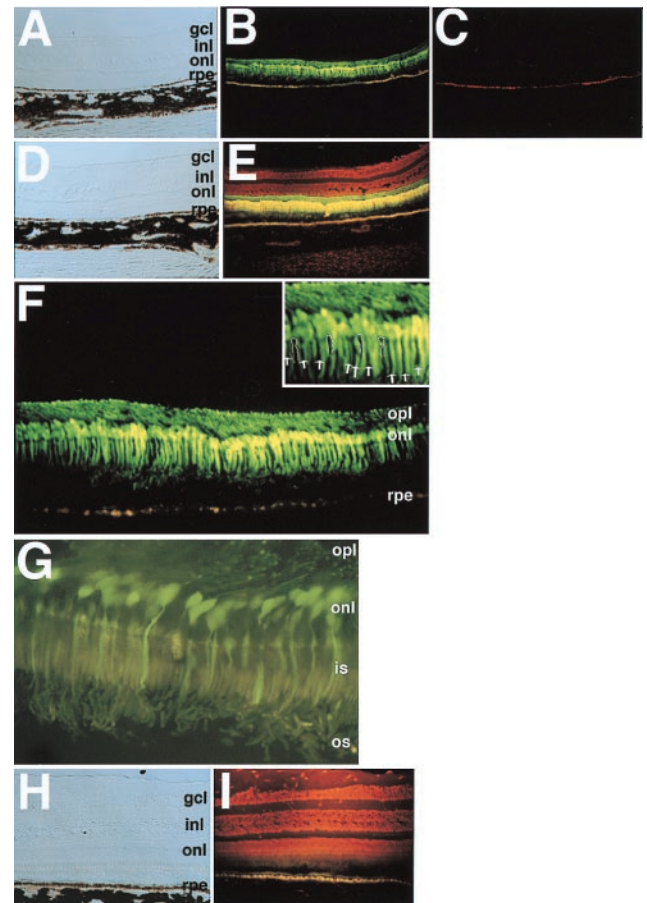 A
gcl
inl
onl
rpe
B
C
D
gcl
inl
onl
rpe
E
F
T T T T T T T T T
opl
onl
rpe
G
opl
onl
is
os
H
gcl
inl
onl
rpe
I